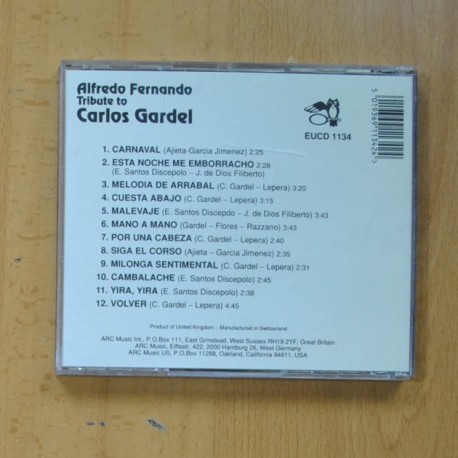 Alfredo Fernando
Tribute to
Carlos Gardel
EUCD 1134
1. CARNAVAL (Ajieta-Garcia Jimenez) 2:25
2. ESTA NOCHE ME EMBORRACHO 2:28
(E. Santos Discepolo – J. de Dios Filiberto)
3. MELODIA DE ARRABAL (C. Gardel – Lepera) 3:20
4. CUESTA ABAJO (C. Gardel – Lepera) 3:15
5. MALEVAJE (E. Santos Discepdo – J. de Dios Filiberto) 3:43
6. MANO A MANO (Gardel – Flores – Razzano) 3:43
7. POR UNA CABEZA (C. Gardel – Lepera) 2:40
8. SIGA EL CORSO (Ajieta – Garcia Jimenez) 2:35
9. MILONGA SENTIMENTAL (C. Gardel – Lepera) 2:31
10. CAMBALACHE (E. Santos Discepolo) 2:45
11. YIRA, YIRA (E. Santos Discepolo) 2:38
12. VOLVER (C. Gardel – Lepera) 4:45
Product of United Kingdom – Manufactured in Switzerland
ARC Music Int., P.O.Box 111, East Grinstead, West Sussex RH19 2YF, Great Britain
ARC Music, Eiffestr. 422, 2000 Hamburg 26, West Germany
ARC Music US, P.O.Box 11288, Oakland, California 94611, USA